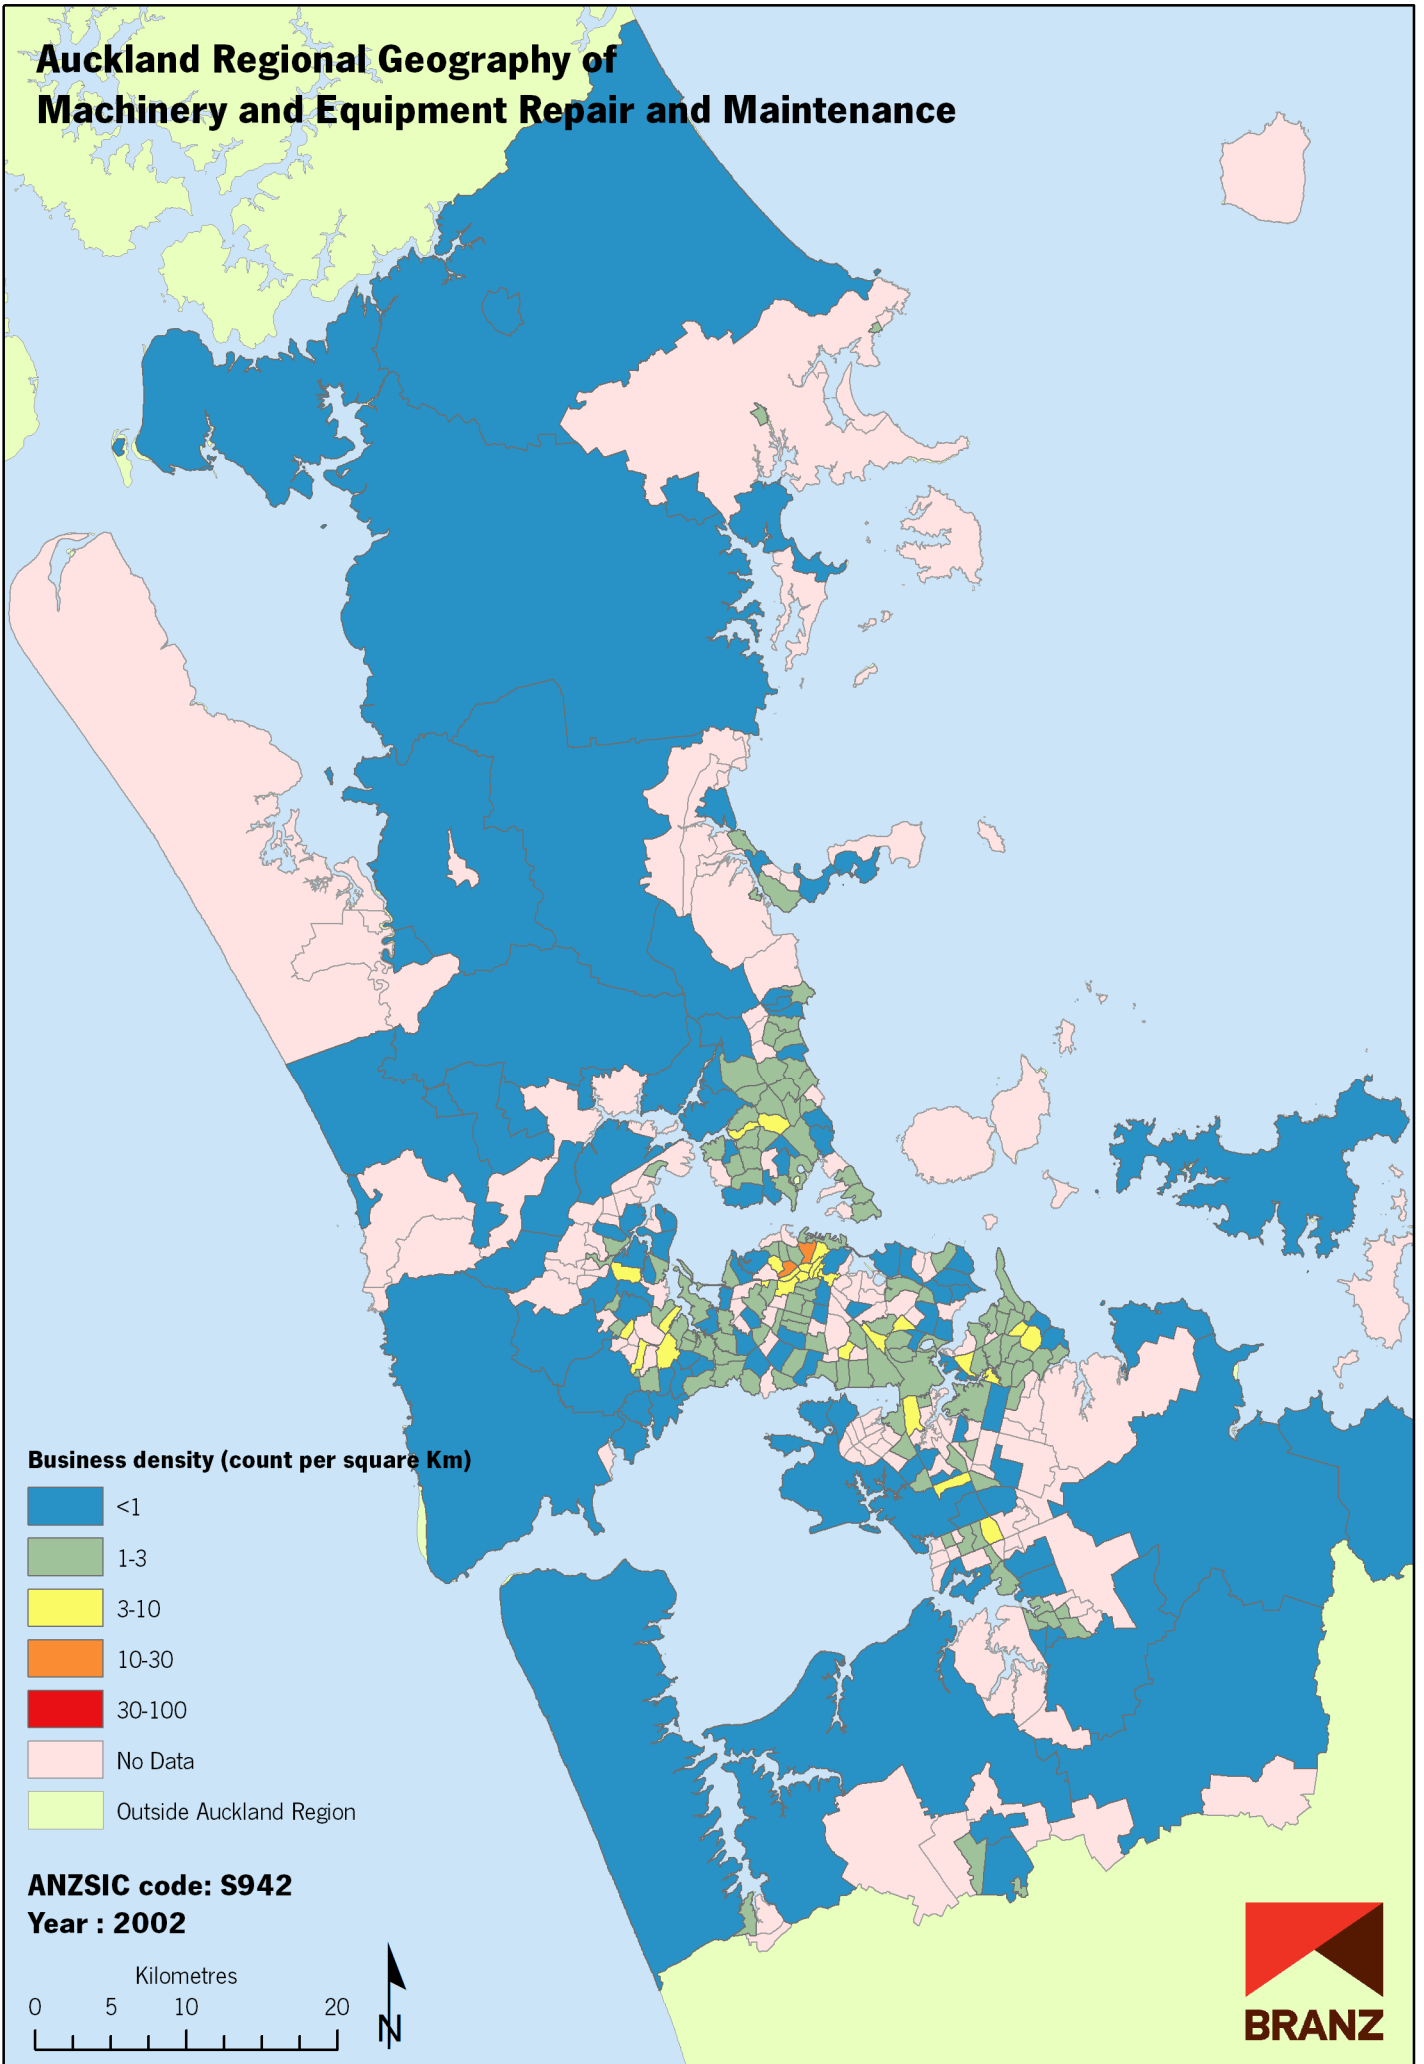 Auckland Regional Geography of
Machinery and Equipment Repair and Maintenance
Business density (count per square Km)
<1
1-3
3-10
10-30
30-100
No Data
Outside Auckland Region
ANZSIC code: S942
Year : 2002
Kilometres
0 5 10 20
N
BRANZ